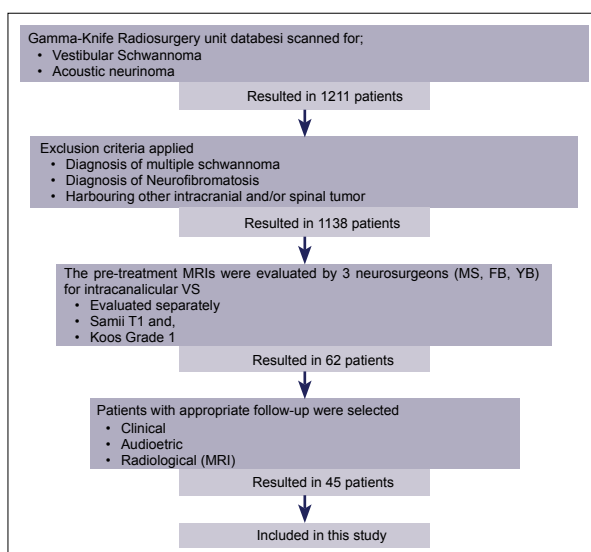 Gamma-Knife Radiosurgery unit databesi scanned for;
• Vestibular Schwannoma
• Acoustic neurinoma
Resulted in 1211 patients
Exclusion criteria applied
• Diagnosis of multiple schwannoma
• Diagnosis of Neurofibromatosis
• Harbouring other intracranial and/or spinal tumor
Resulted in 1138 patients
The pre-treatment MRIs were evaluated by 3 neurosurgeons (MS, FB, YB)
for intracanalicular VS
• Evaluated separately
• Samii T1 and,
• Koos Grade 1
Resulted in 62 patients
Patients with appropriate follow-up were selected
• Clinical
• Audioetric
• Radiological (MRI)
Resulted in 45 patients
Included in this study